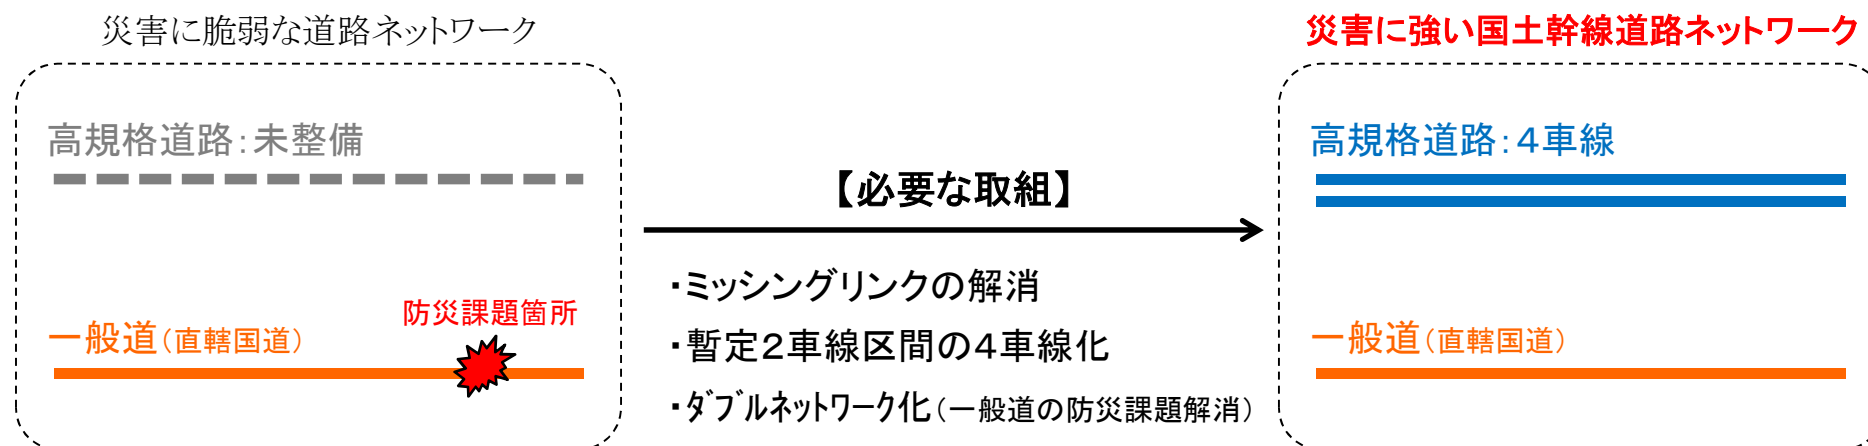 災害に脆弱な道路ネットワーク
高規格道路：未整備
防災課題箇所
一般道（直轄国道）
【必要な取組】
・ミッシングリンクの解消
・暫定２車線区間の４車線化
・ダブルネットワーク化（一般道の防災課題解消）
災害に強い国土幹線道路ネットワーク
高規格道路：４車線
一般道（直轄国道）